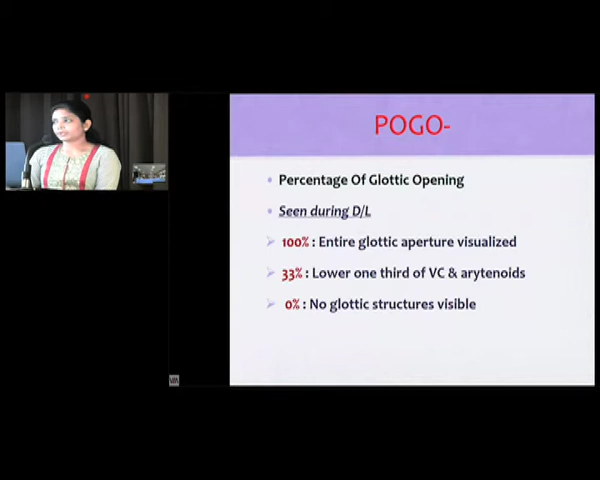 POGO-
Percentage Of Glottic Opening
Seen during D/L
100% : Entire glottic aperture visualized
33% : Lower one third of VC & arytenoids
0% : No glottic structures visible